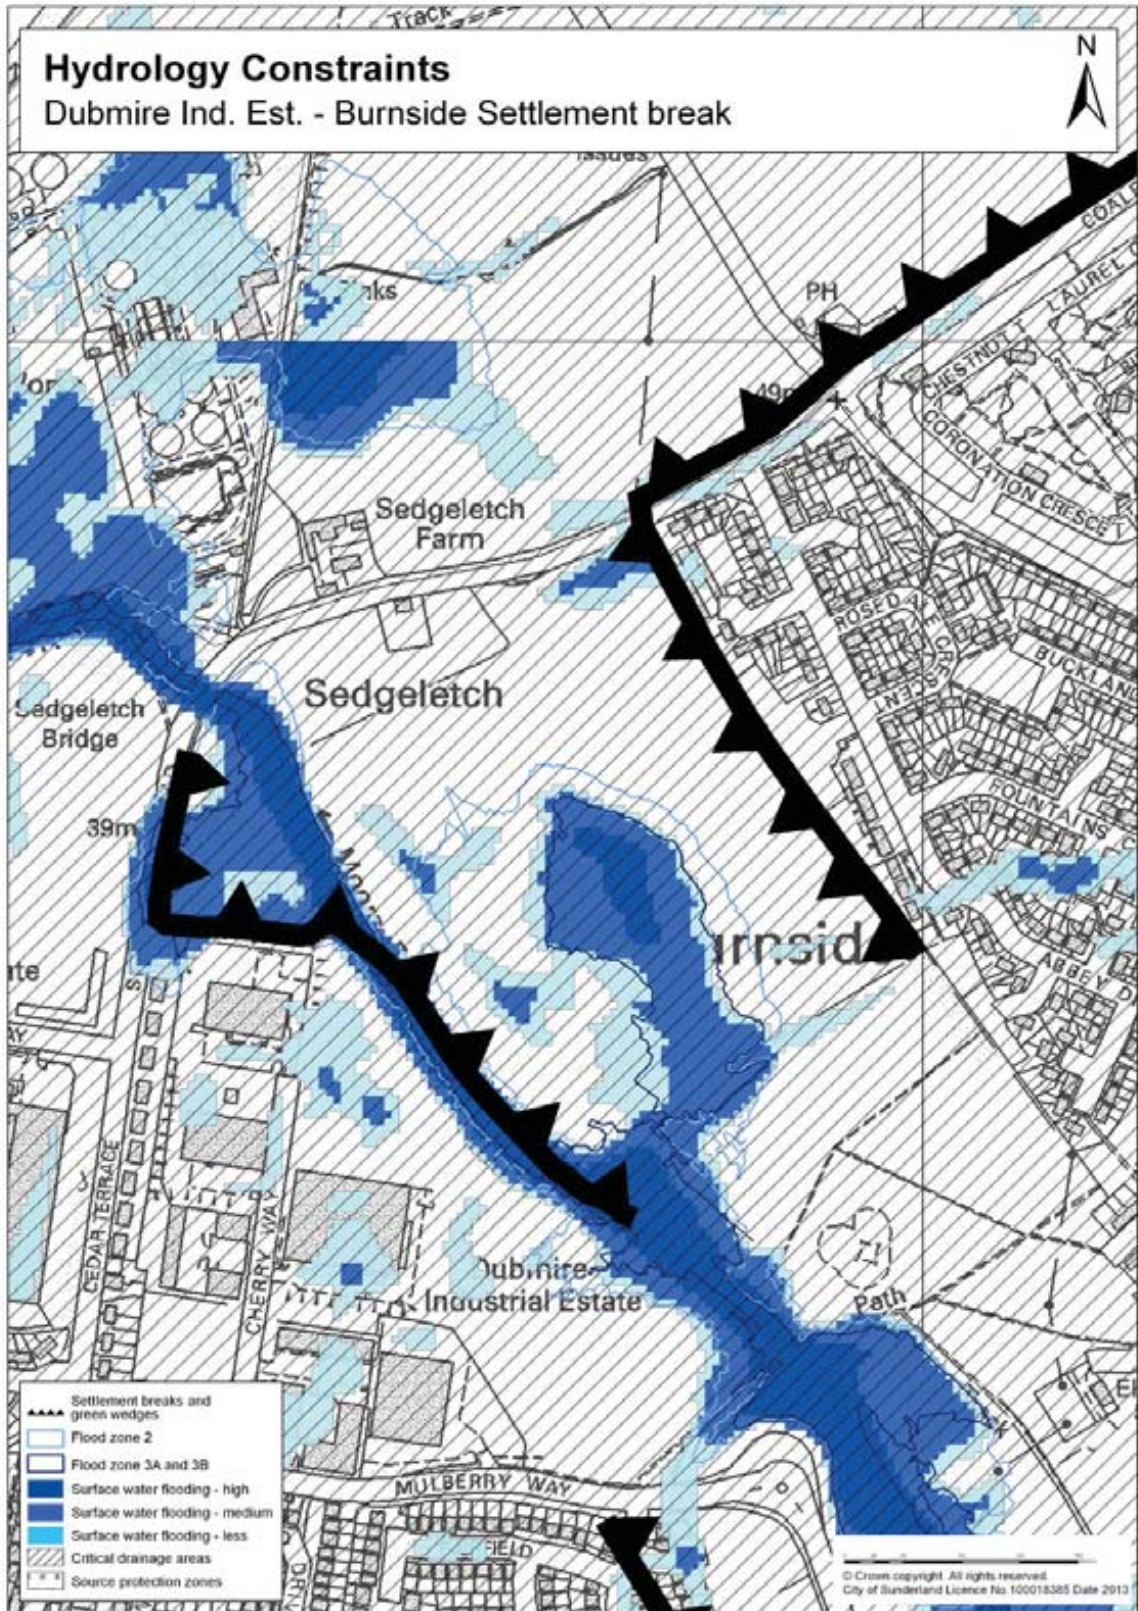 Track
Hydrology Constraints
Dubmire Ind. Est. - Burnside Settlement break
N
PH
LAUREL
CHESTNUT
49m
CORONATION CRESCE
Sedgeletch
Farm
BUCKLAN
Sedgeletch
Sedgeletch
Bridge
FOUNTAINS
39m
urnsid
ABBEY D
CEDAR TERRACE
CHERRY WAY
Dubmire
Industrial Estate
Path
MULBERRY WAY
FIELD
Settlement breaks and
green wedges
Flood zone 2
Flood zone 3A and 3B
Surface water flooding - high
Surface water flooding - medium
Surface water flooding - less
Critical drainage areas
Source protection zones
© Crown copyright. All rights reserved.
City of Sunderland Licence No.100018385 Date 2013